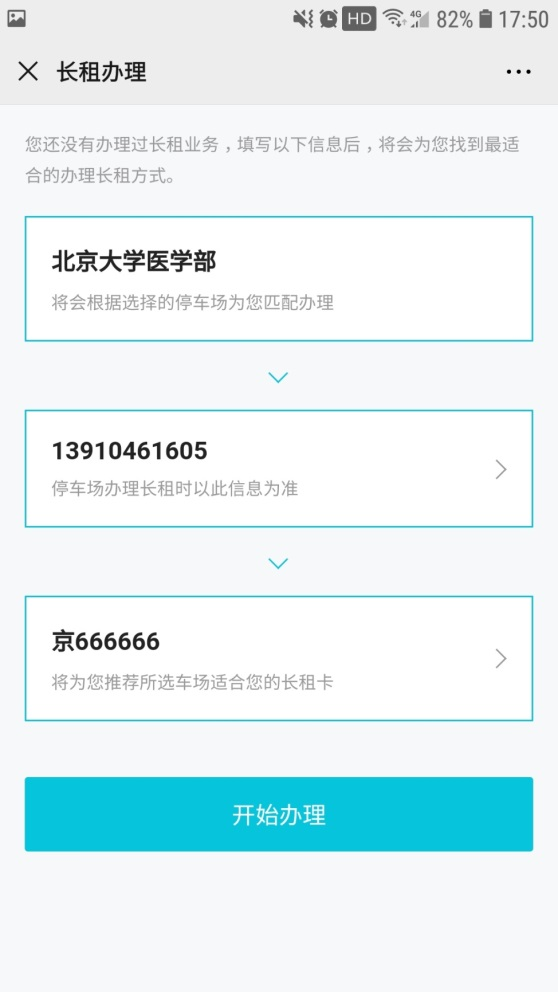 HD 4G 82% 17:50
长租办理
您还没有办理过长租业务，填写以下信息后，将会为您找到最适
合的办理长租方式。
北京大学医学部
将会根据选择的停车场为您匹配办理
13910461605
停车场办理长租时以此信息为准
京666666
将为您推荐所选车场适合您的长租卡
开始办理